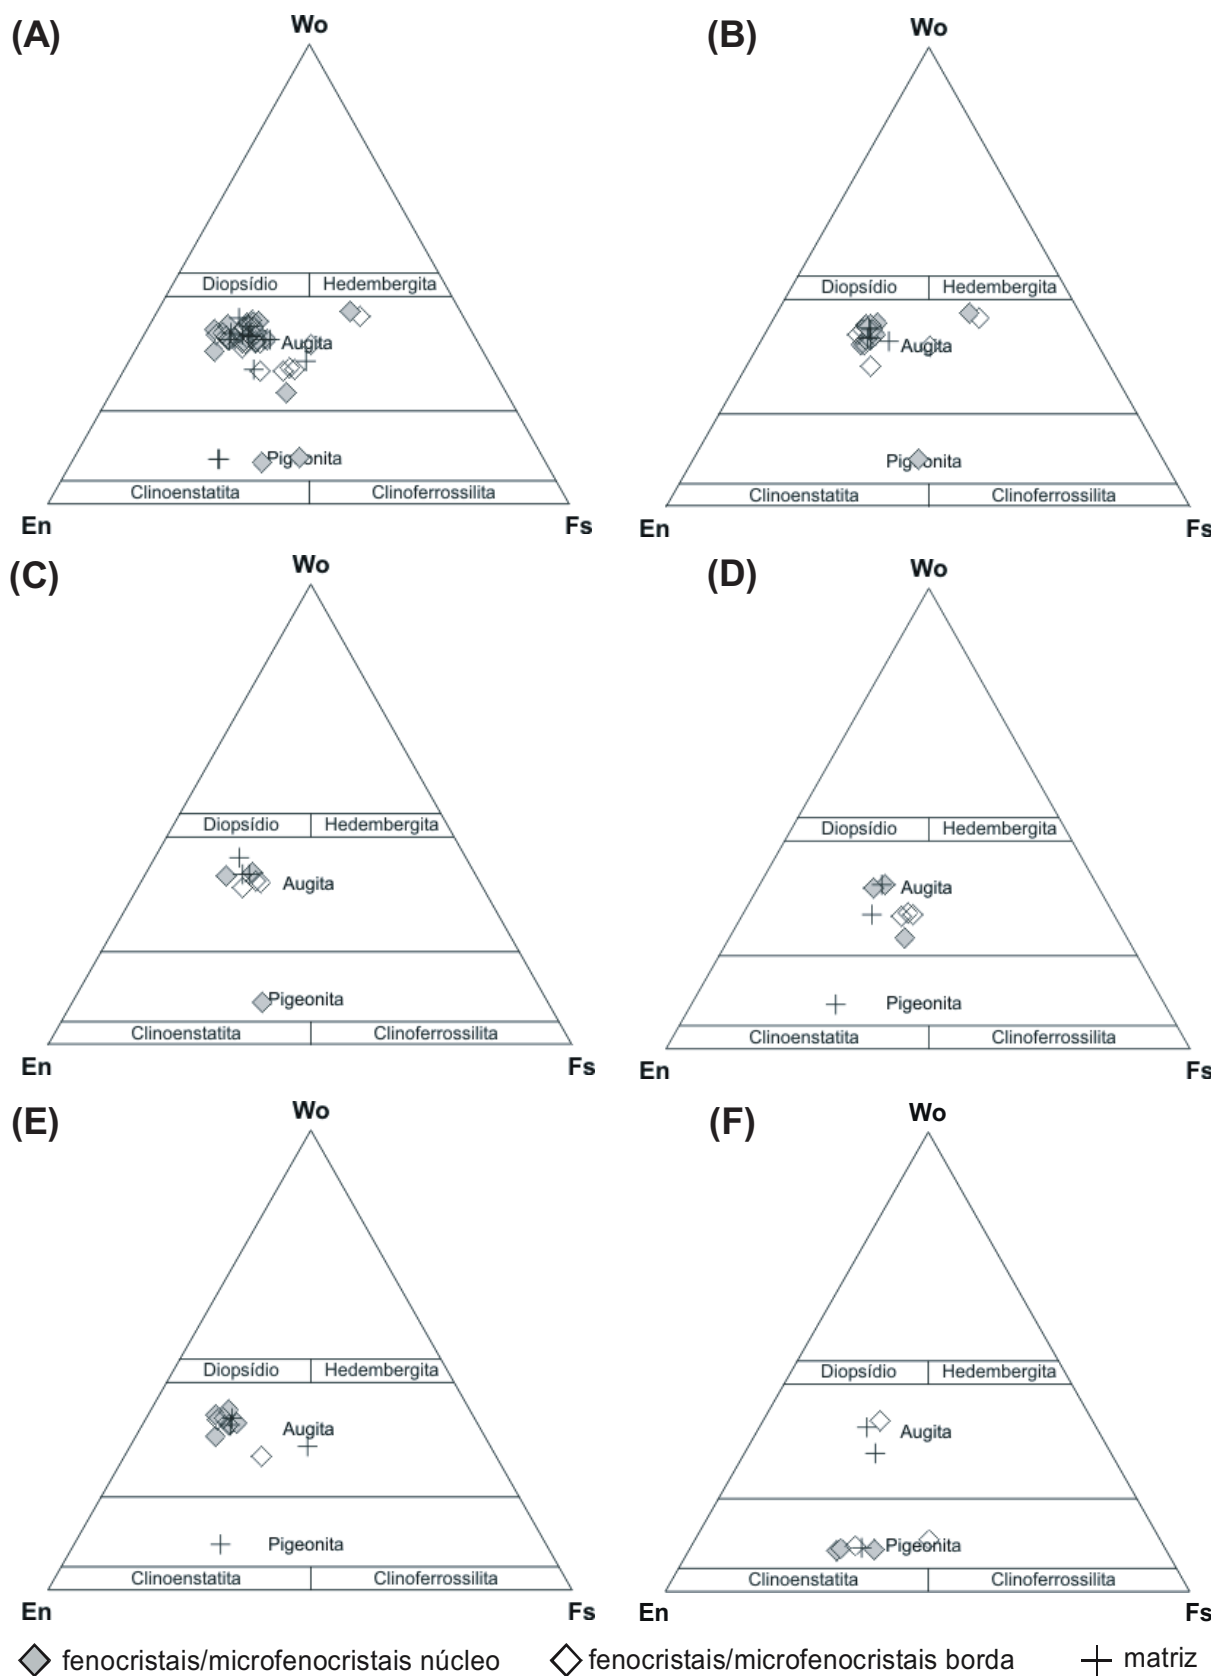 (A)
Wo
Diopsídio
Hedembergita
Augita
Pigeonita
Clinoenstatita
Clinoferrossilita
En
Fs
(B)
Wo
Diopsídio
Hedembergita
Augita
Pigeonita
Clinoenstatita
Clinoferrossilita
En
Fs
(C)
Wo
Diopsídio
Hedembergita
Augita
Pigeonita
Clinoenstatita
Clinoferrossilita
En
Fs
(D)
Wo
Diopsídio
Hedembergita
Augita
Pigeonita
Clinoenstatita
Clinoferrossilita
En
Fs
(E)
Wo
Diopsídio
Hedembergita
Augita
Pigeonita
Clinoenstatita
Clinoferrossilita
En
Fs
(F)
Wo
Diopsídio
Hedembergita
Augita
Pigeonita
Clinoenstatita
Clinoferrossilita
En
Fs
fenocristais/microfenocristais núcleo
fenocristais/microfenocristais borda
matriz